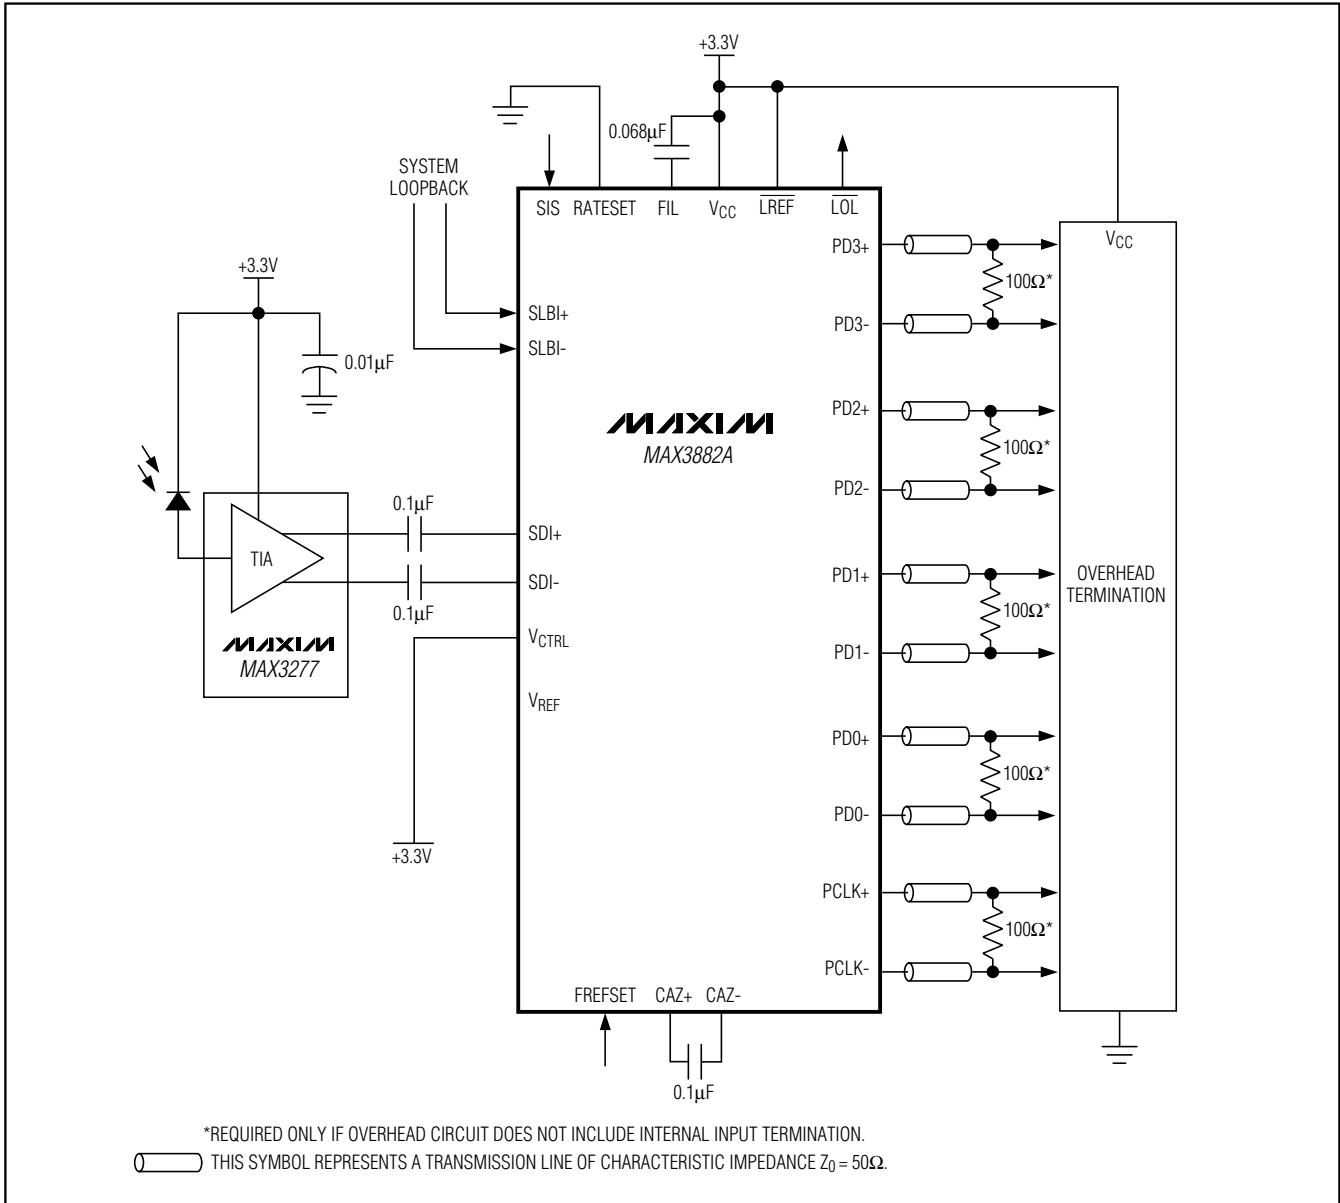 +3.3V
0.068μF
SYSTEM
LOOPBACK
SIS RATESET FIL VCC LREF LOL
+3.3V
0.01μF
SLBI+
SLBI-
MAXIM
MAX3882A
TIA
MAXIM
MAX3277
0.1μF
0.1μF
SDI+
SDI-
VCTRL
VREF
+3.3V
PD3+
100Ω*
PD3-
PD2+
100Ω*
PD2-
PD1+
100Ω*
PD1-
PD0+
100Ω*
PD0-
PCLK+
100Ω*
PCLK-
VCC
OVERHEAD
TERMINATION
FREFSET CAZ+ CAZ-
0.1μF
*REQUIRED ONLY IF OVERHEAD CIRCUIT DOES NOT INCLUDE INTERNAL INPUT TERMINATION.
THIS SYMBOL REPRESENTS A TRANSMISSION LINE OF CHARACTERISTIC IMPEDANCE Z0 = 50Ω.